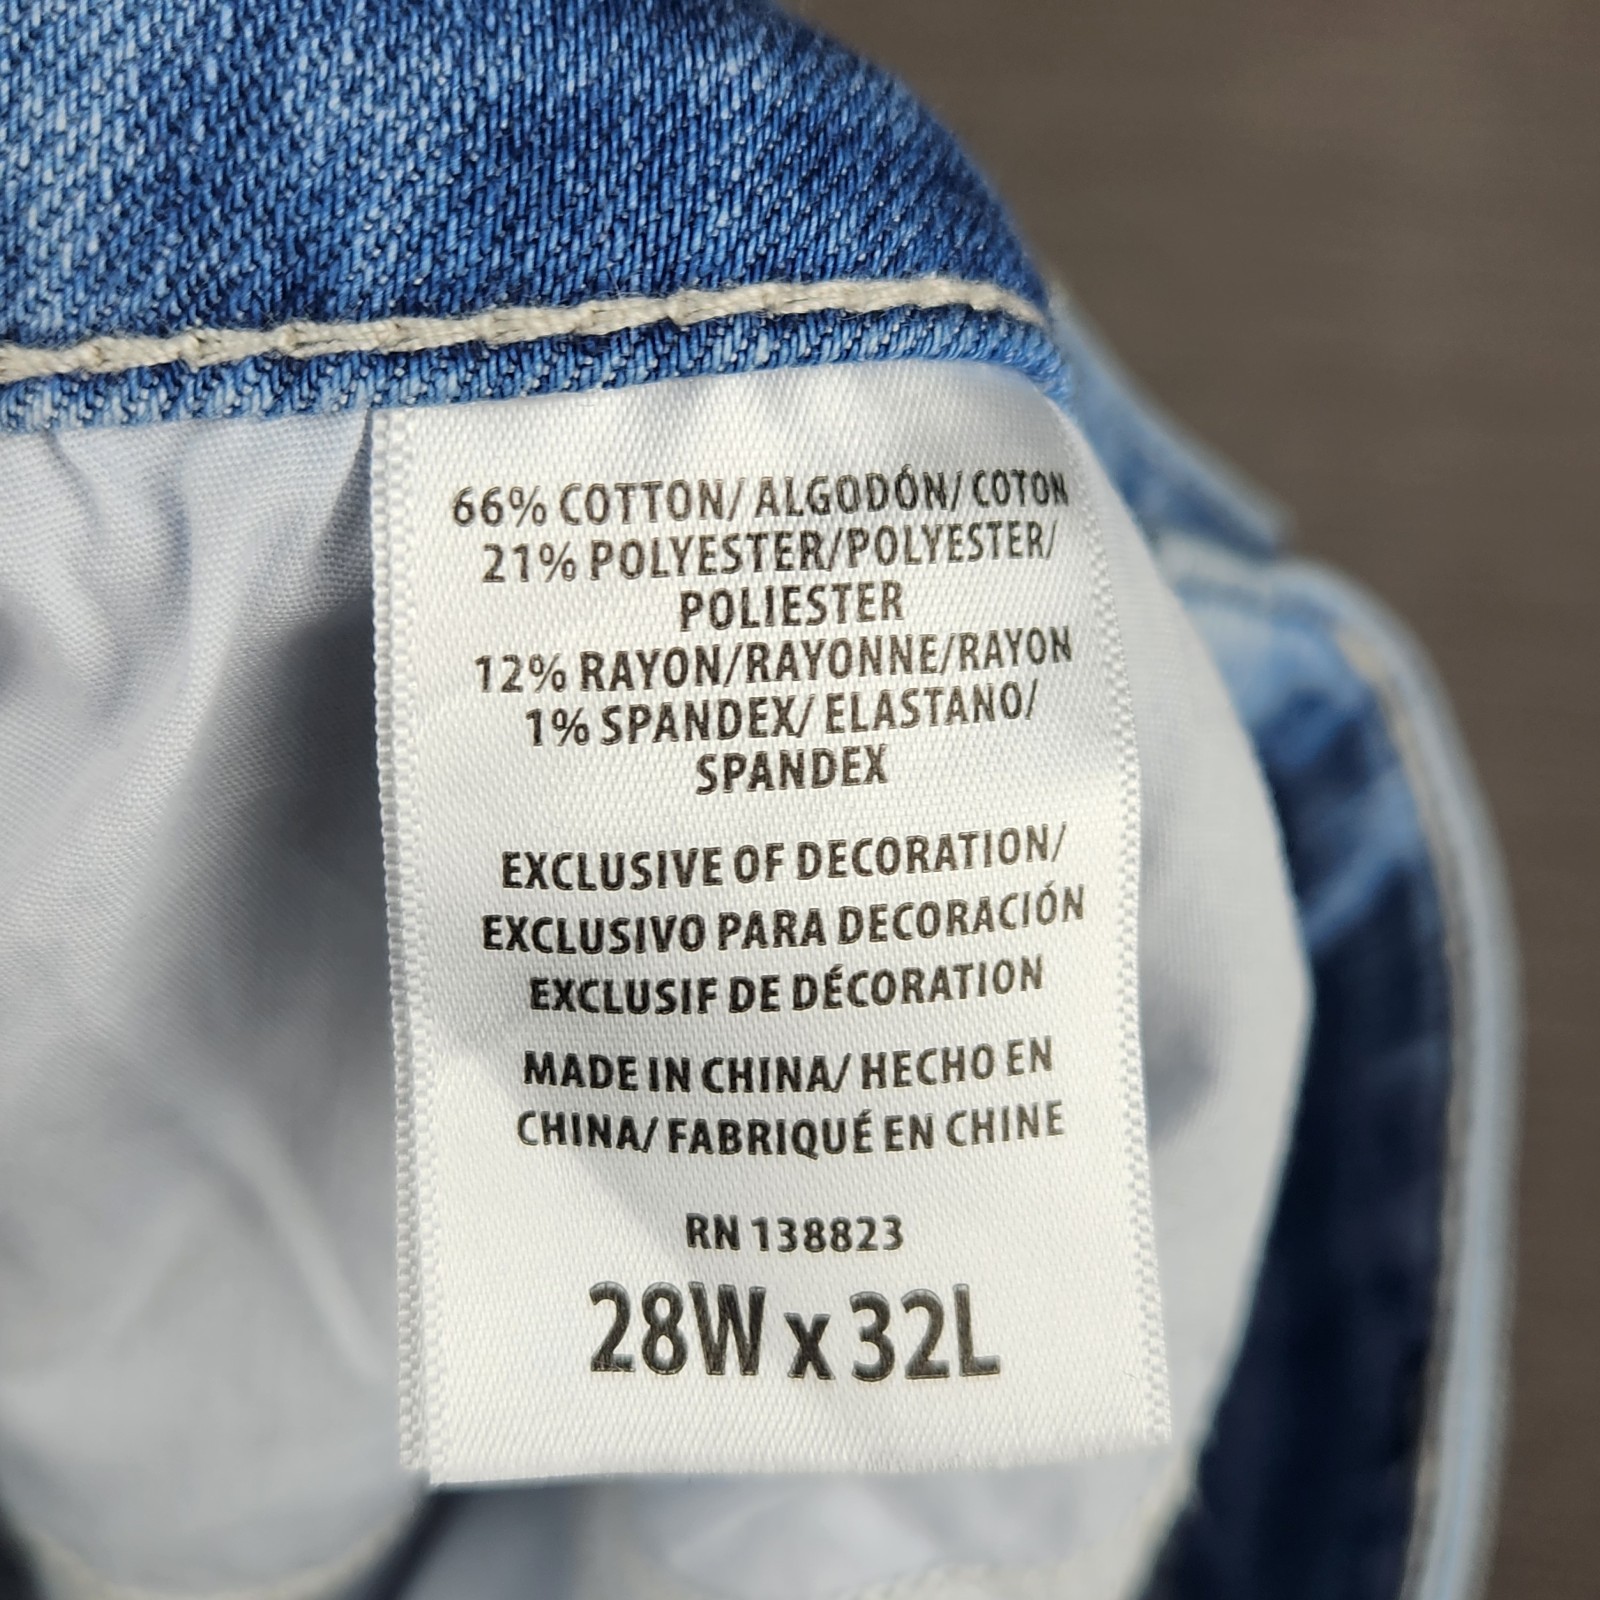 66% COTTON/ ALGODÓN/ COTON
21% POLYESTER/POLYESTER/
POLIESTER
12% RAYON/RAYONNE/RAYON
1% SPANDEX/ ELASTANO/
SPANDEX
EXCLUSIVE OF DECORATION/
EXCLUSIVO PARA DECORACIÓN
EXCLUSIF DE DÉCORATION
MADE IN CHINA/ HECHO EN
CHINA/ FABRIQUÉ EN CHINE
RN 138823
28W x 32L